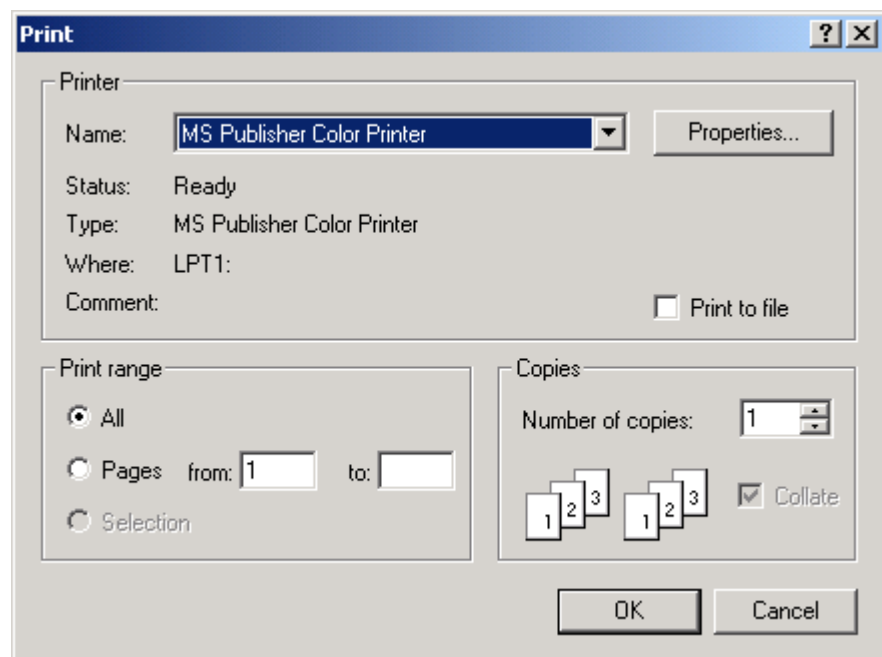 Print
Printer
Name: MS Publisher Color Printer Properties...
Status: Ready
Type: MS Publisher Color Printer
Where: LPT1:
Comment: Print to file
Print range
All
Pages from: 1 to:
Selection
Copies
Number of copies: 1
1 2 3 1 2 3 Collate
OK Cancel